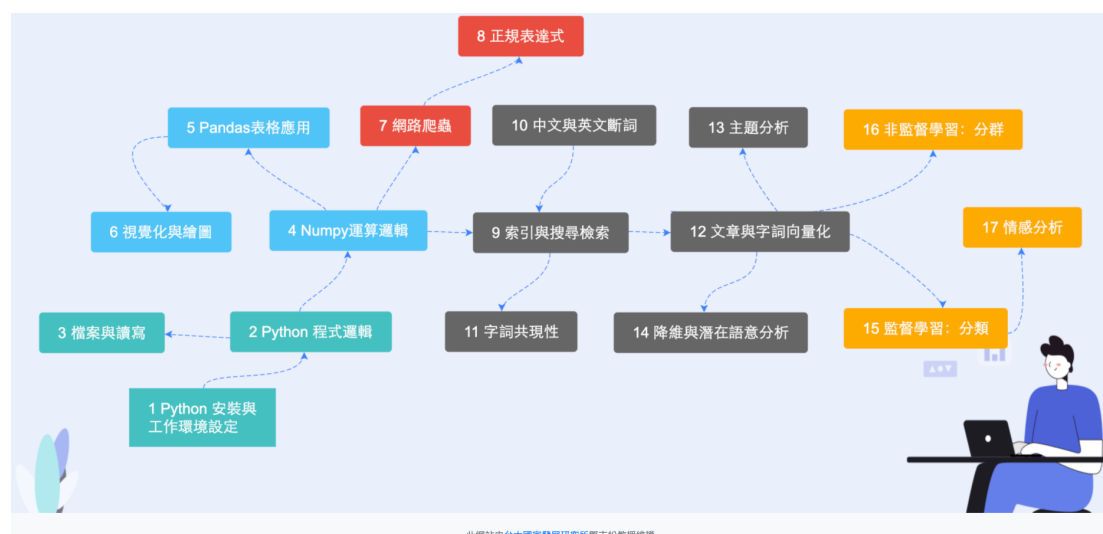 8 正規表達式
5 Pandas表格應用
7 網路爬蟲
10 中文與英文斷詞
13 主題分析
16 非監督學習：分群
6 視覺化與繪圖
4 Numpy運算邏輯
9 索引與搜尋檢索
12 文章與字詞向量化
17 情感分析
3 檔案與讀寫
2 Python 程式邏輯
11 字詞共現性
14 降維與潛在語意分析
15 監督學習：分類
1 Python 安裝與
工作環境設定